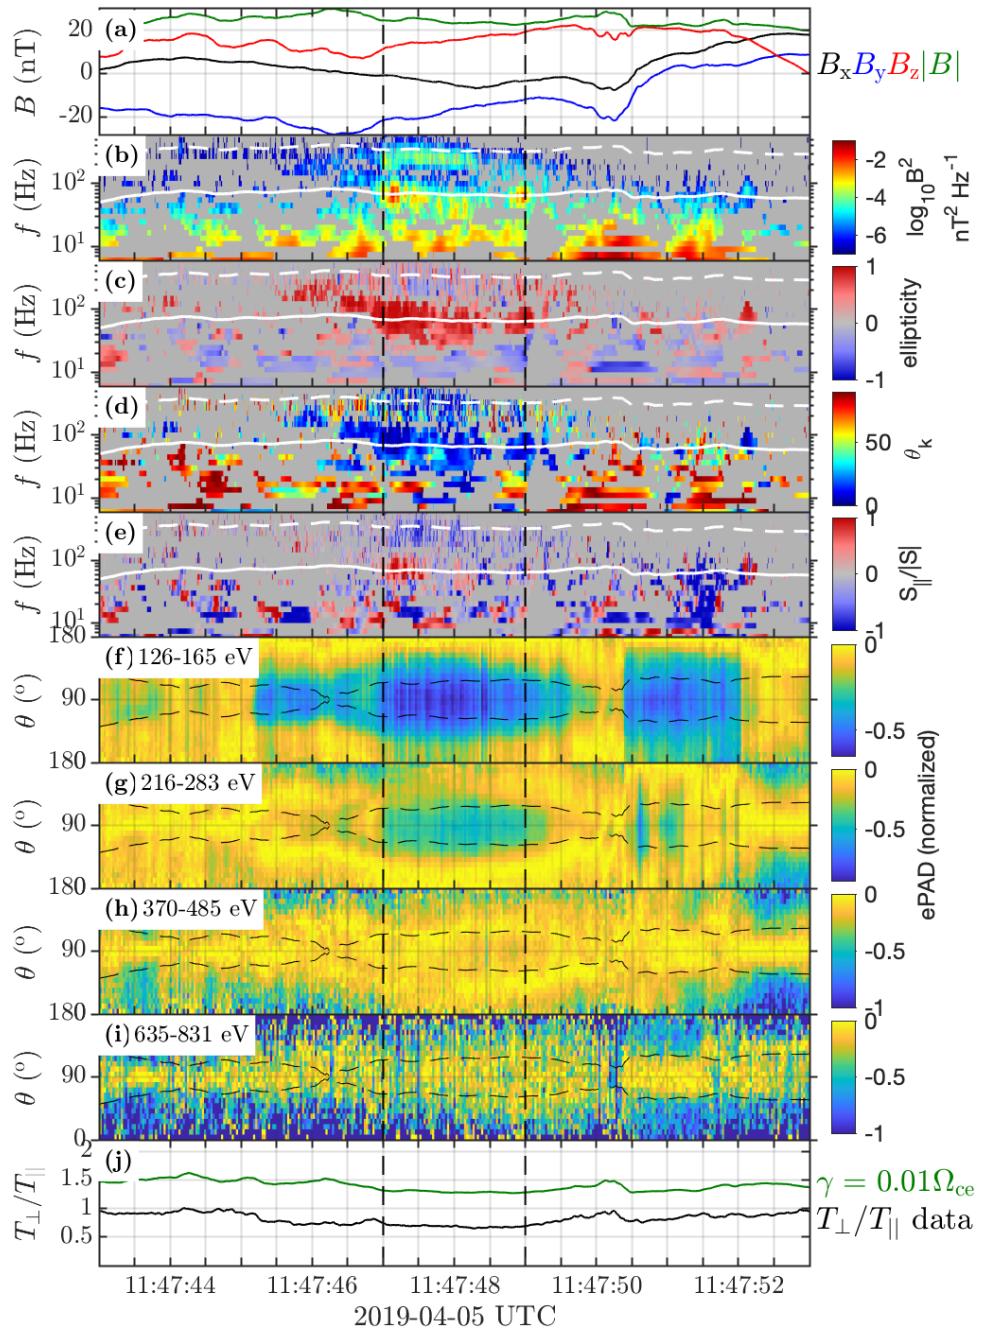 (a)
B (nT)
20
0
-20
BxByBz|B|
(b)
f (Hz)
10²
10¹
-2
-4
-6
log₁₀B²
nT² Hz⁻¹
(c)
f (Hz)
10²
10¹
1
0
-1
ellipticity
(d)
f (Hz)
10²
10¹
50
0
θk
(e)
f (Hz)
10²
10¹
1
0
-1
S||/|S|
(f) 126-165 eV
θ (°)
180
90
180
0
-0.5
(g) 216-283 eV
θ (°)
90
180
0
-0.5
ePAD (normalized)
(h) 370-485 eV
θ (°)
90
180
0
-0.5
-1
(i) 635-831 eV
θ (°)
90
0
0
-0.5
-1
(j)
T⊥/T||
2
1.5
1
0.5
γ = 0.01Ωce
T⊥/T|| data
11:47:44 11:47:46 11:47:48 11:47:50 11:47:52
2019-04-05 UTC